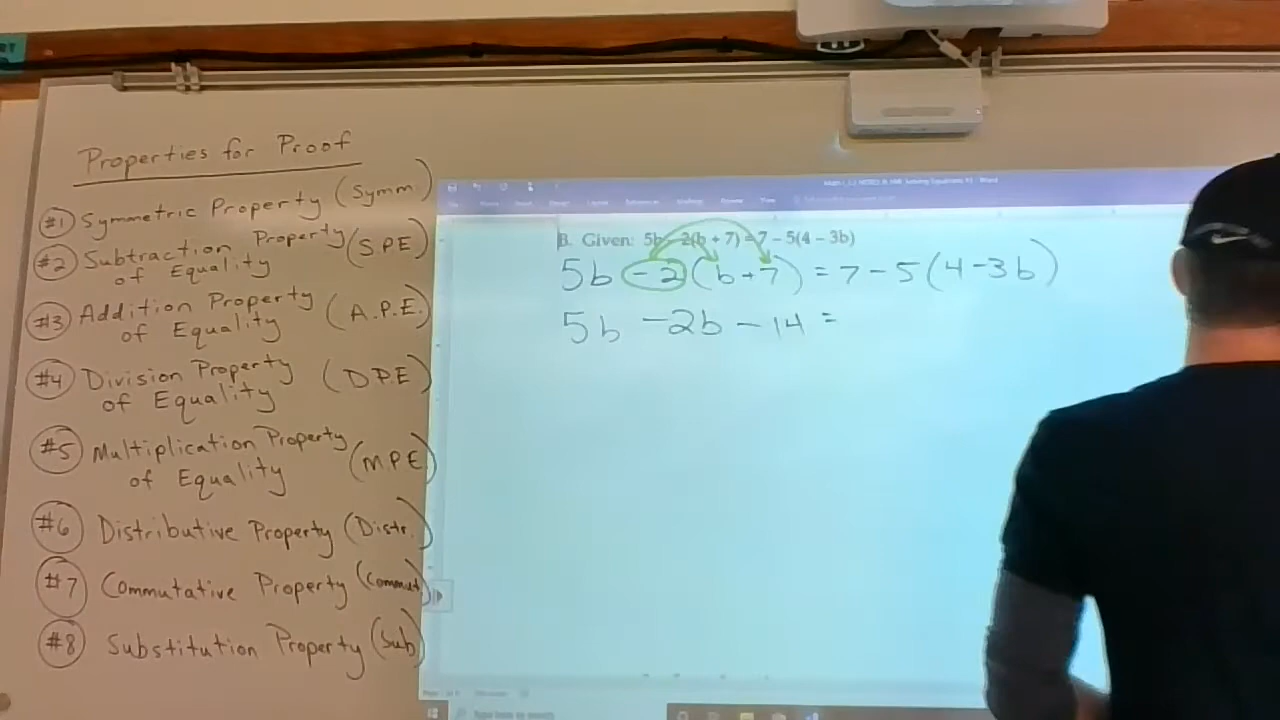 Properties for Proof
#1 Symmetric Property (Symm)
#2 Subtraction Property
of Equality (S.P.E)
#3 Addition Property
of Equality (A.P.E.)
#4 Division Property
of Equality (D.P.E)
#5 Multiplication Property
of Equality (M.P.E)
#6 Distributive Property (Distr.)
#7 Commutative Property (Commut)
#8 Substitution Property (Sub)
B. Given: 5b - 2(b + 7) = 7 – 5(4 – 3b)
5b -2(b+7) = 7-5(4-3b)
5b -2b - 14 =